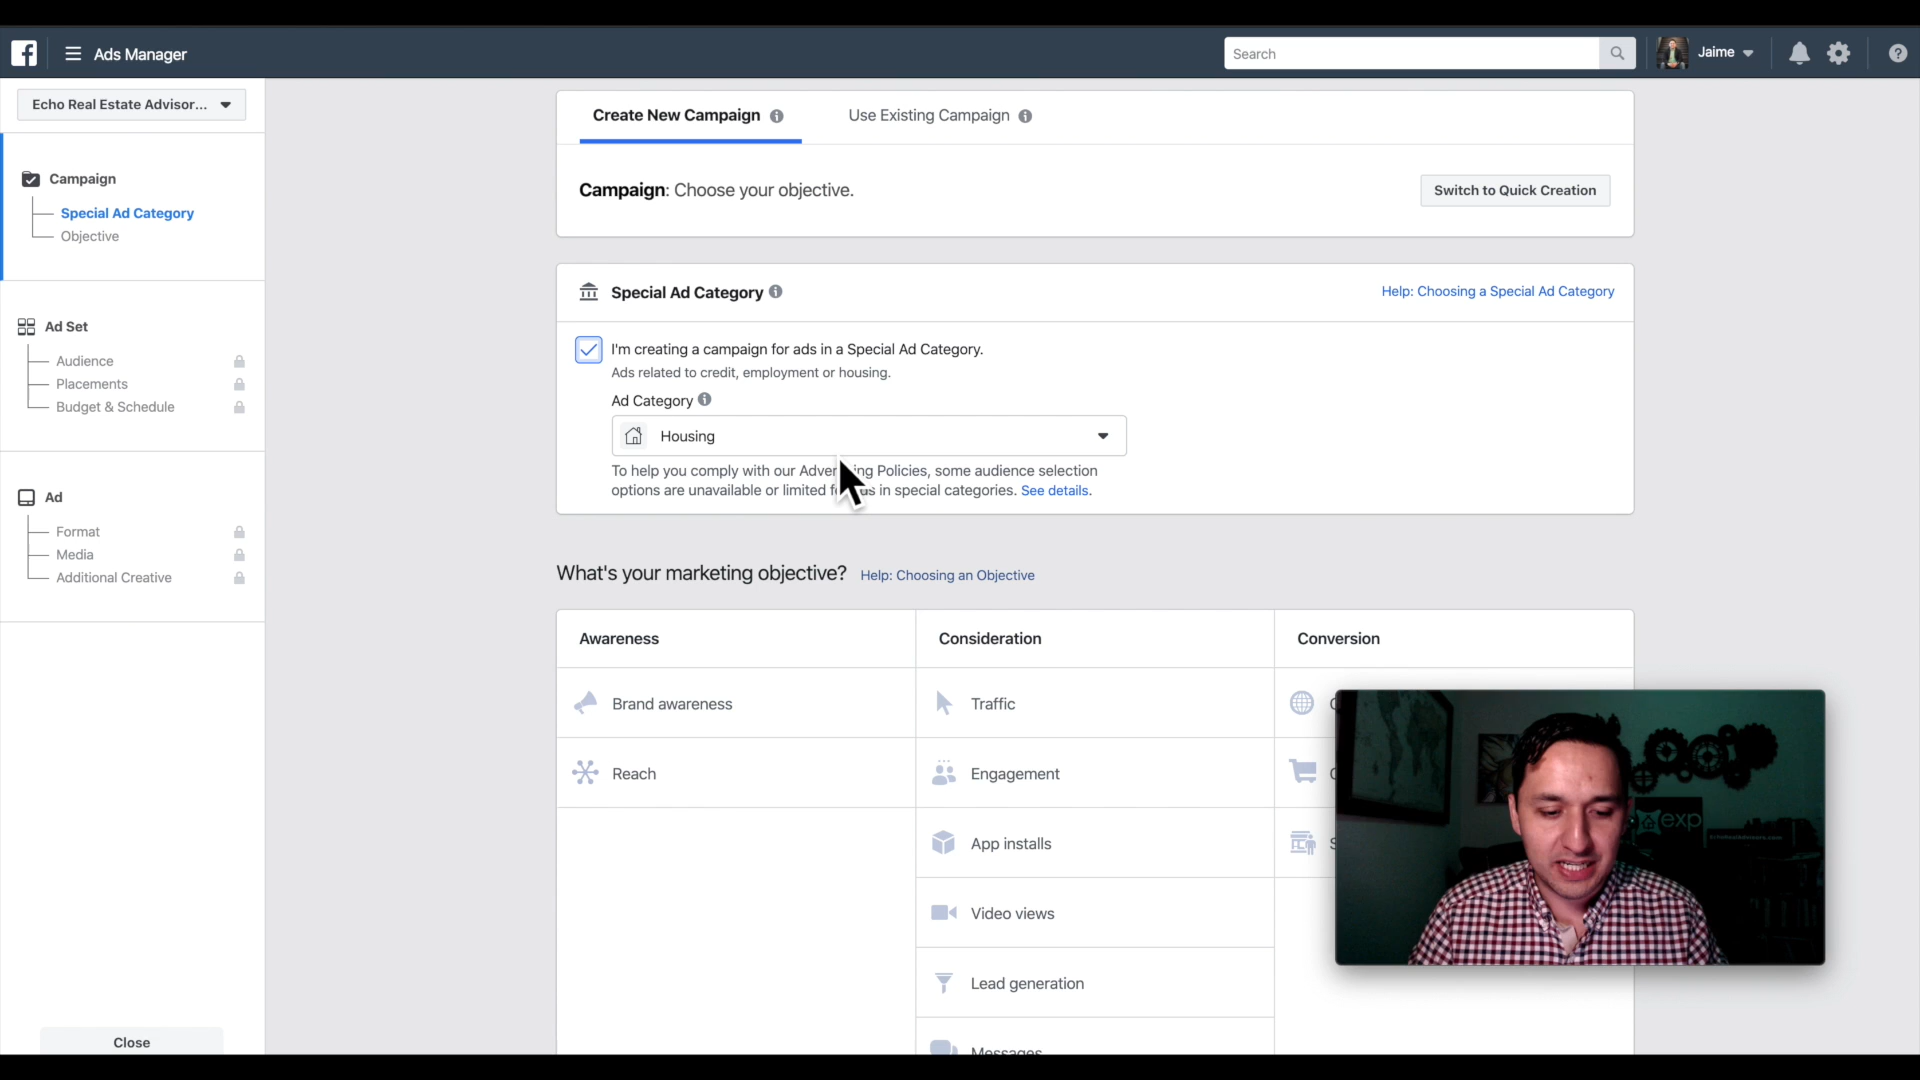 Ads Manager
Search
Jaime
Echo Real Estate Advisor...
Create New Campaign
Use Existing Campaign
Campaign: Choose your objective.
Switch to Quick Creation
Campaign
Special Ad Category
Objective
Special Ad Category
Help: Choosing a Special Ad Category
Ad Set
Audience
Placements
Budget & Schedule
I'm creating a campaign for ads in a Special Ad Category.
Ads related to credit, employment or housing.
Ad Category
Housing
To help you comply with our Policies, some audience selection
options are unavailable or limited in special categories. See details.
Ad
Format
Media
Additional Creative
What's your marketing objective? Help: Choosing an Objective
Awareness
Consideration
Conversion
Brand awareness
Traffic
Reach
Engagement
App installs
Video views
Lead generation
Messages
exp
Close